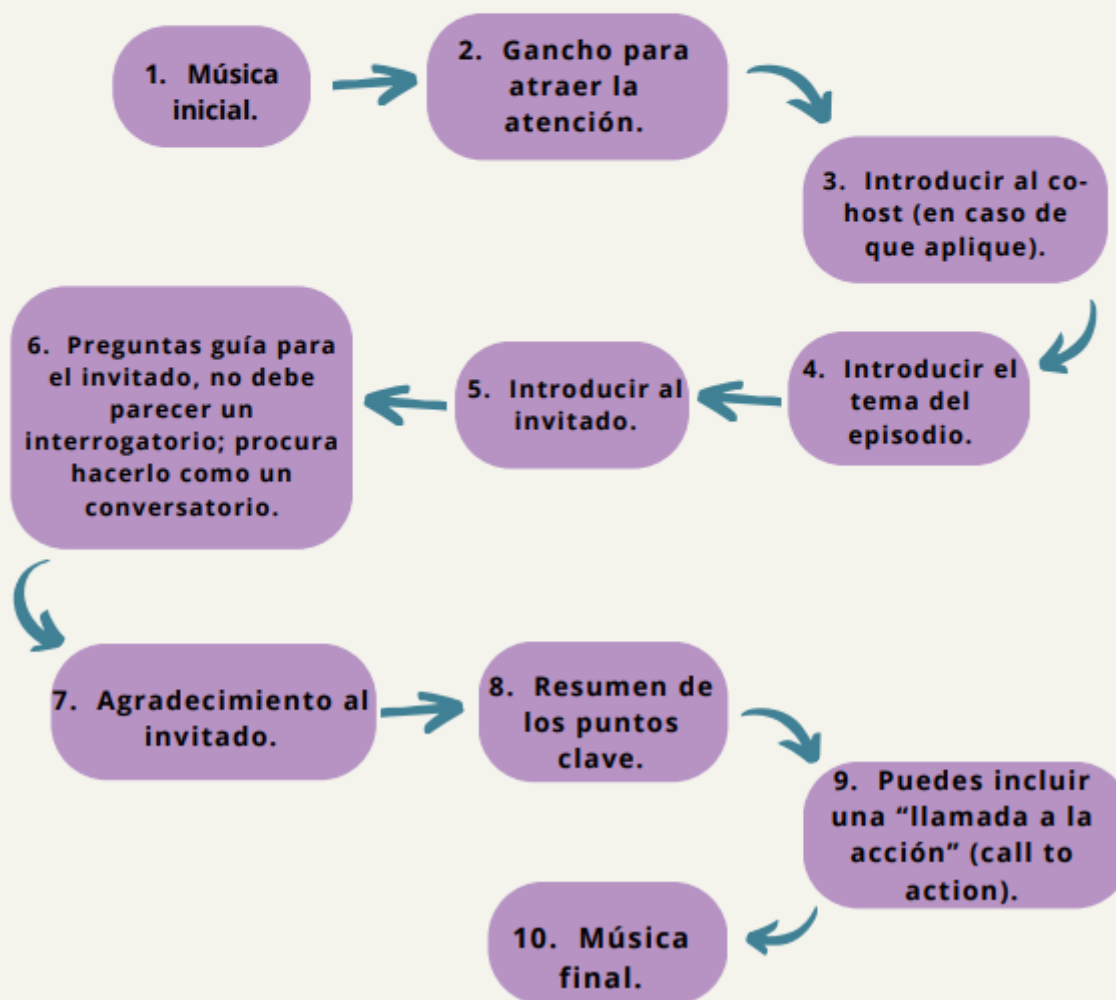 1. Música
inicial.
2. Gancho para
atraer la
atención.
3. Introducir al co-
host (en caso de
que aplique).
4. Introducir el
tema del
episodio.
5. Introducir al
invitado.
6. Preguntas guía para
el invitado, no debe
parecer un
interrogatorio; procura
hacerlo como un
conversatorio.
7. Agradecimiento al
invitado.
8. Resumen de
los puntos
clave.
9. Puedes incluir
una “llamada a la
acción” (call to
action).
10. Música
final.